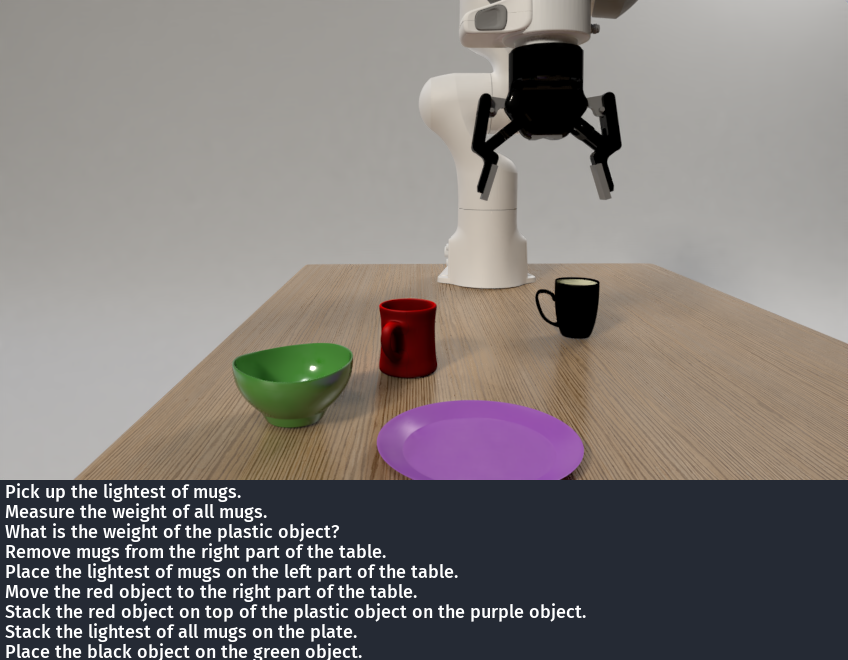 Pick up the lightest of mugs.
Measure the weight of all mugs.
What is the weight of the plastic object?
Remove mugs from the right part of the table.
Place the lightest of mugs on the left part of the table.
Move the red object to the right part of the table.
Stack the red object on top of the plastic object on the purple object.
Stack the lightest of all mugs on the plate.
Place the black object on the green object.